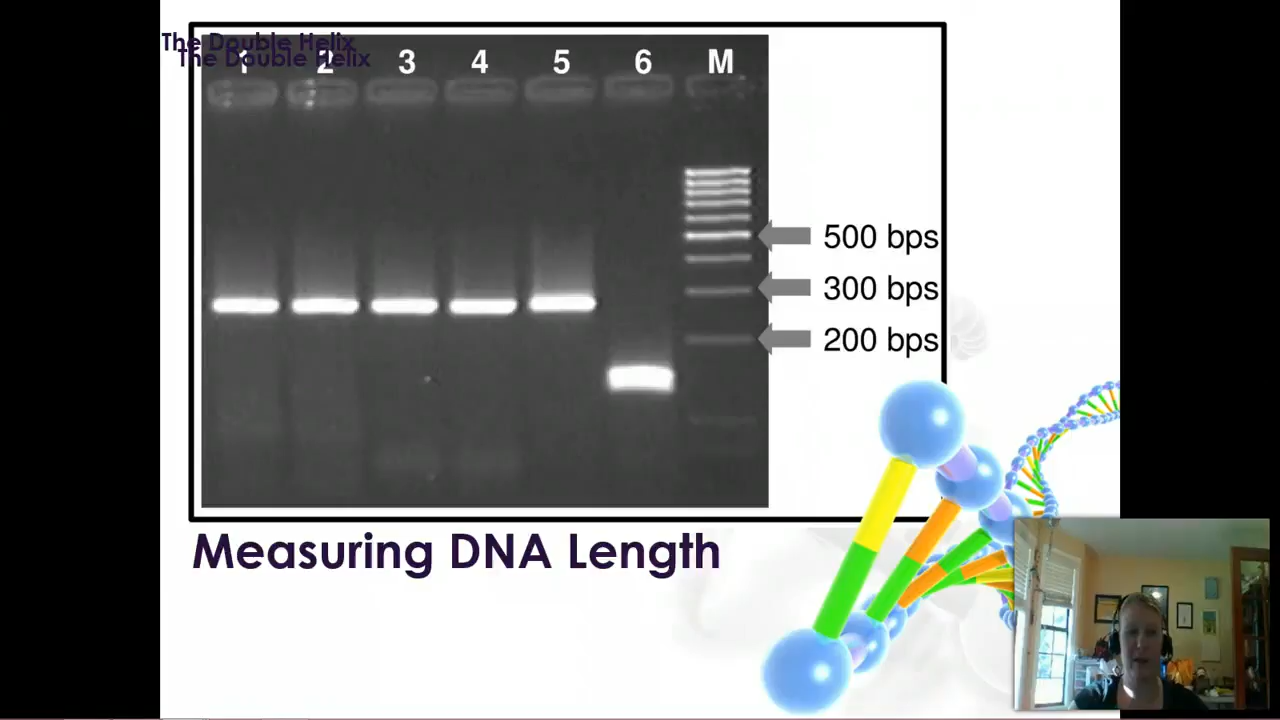 The Double Helix
The Double Helix
1 2 3 4 5 6 M
500 bps
300 bps
200 bps
Measuring DNA Length